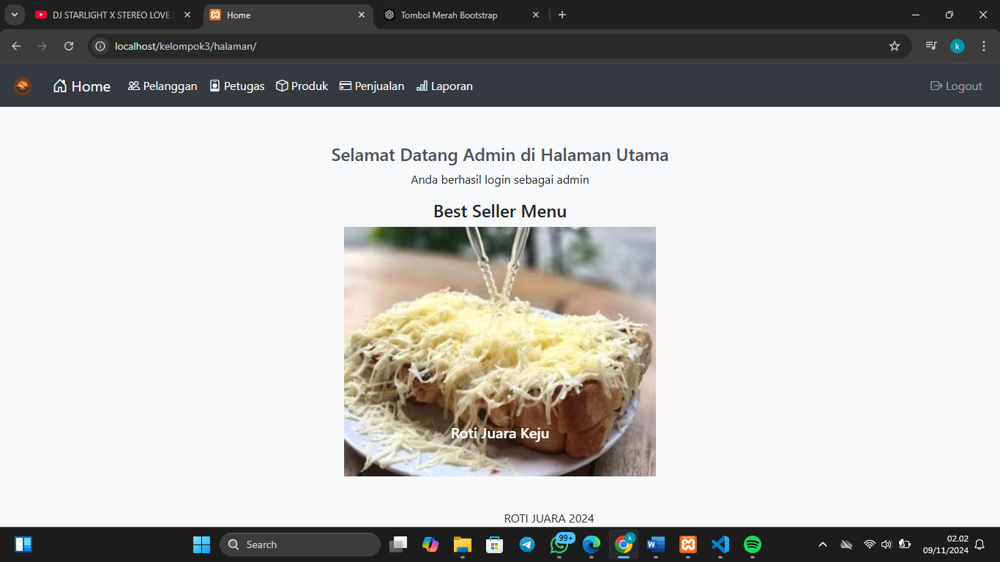 DJ STARLIGHT X STEREO LOVE
Home
Tombol Merah Bootstrap
localhost/kelompok3/halaman/
k
Home
Pelanggan
Petugas
Produk
Penjualan
Laporan
Logout
Selamat Datang Admin di Halaman Utama
Anda berhasil login sebagai admin
Best Seller Menu
Roti Juara Keju
ROTI JUARA 2024
Search
99+
k
02.02
09/11/2024